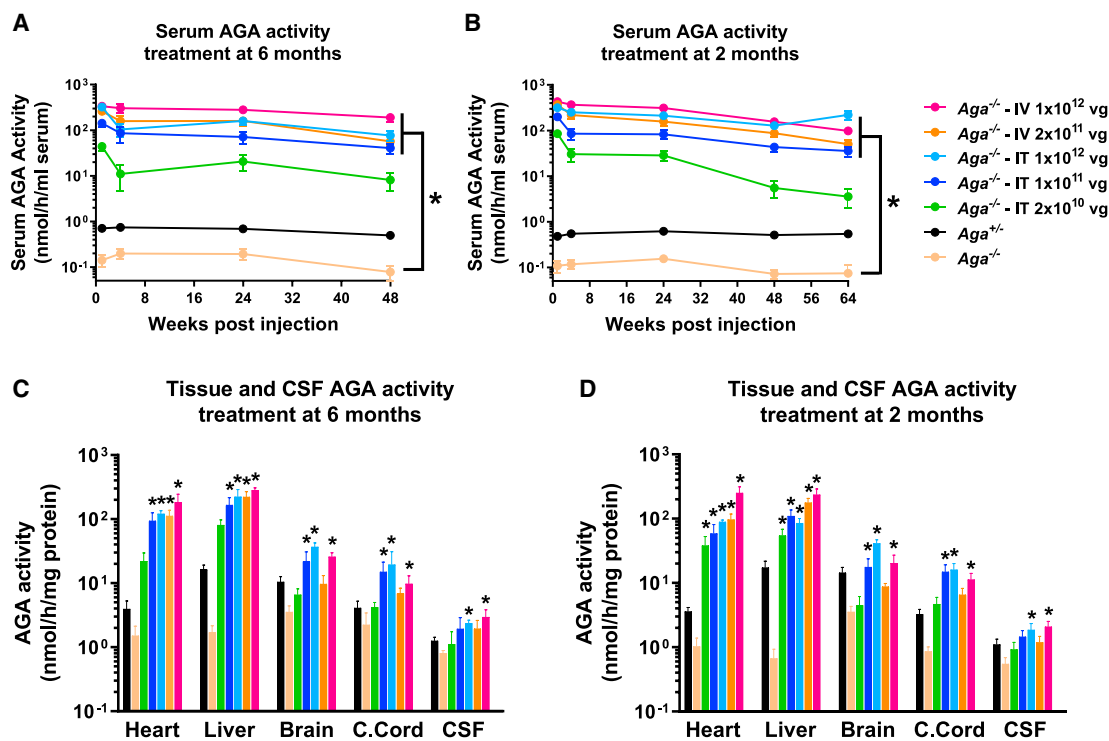 A
Serum AGA activity
treatment at 6 months
Serum AGA Activity
(nmol/h/ml serum)
10³
10²
10¹
10⁰
10⁻¹
*
0 8 16 24 32 40 48
Weeks post injection
B
Serum AGA activity
treatment at 2 months
Serum AGA Activity
(nmol/h/ml serum)
10³
10²
10¹
10⁰
10⁻¹
*
0 8 16 24 32 40 48 56 64
Weeks post injection
Aga⁻/⁻ - IV 1x10¹² vg
Aga⁻/⁻ - IV 2x10¹¹ vg
Aga⁻/⁻ - IT 1x10¹² vg
Aga⁻/⁻ - IT 1x10¹¹ vg
Aga⁻/⁻ - IT 2x10¹⁰ vg
Aga⁺/⁻
Aga⁻/⁻
C
Tissue and CSF AGA activity
treatment at 6 months
AGA activity
(nmol/h/mg protein)
10³
10²
10¹
10⁰
10⁻¹
* * * * * * * * * * * * * * * *
Heart Liver Brain C.Cord CSF
D
Tissue and CSF AGA activity
treatment at 2 months
AGA activity
(nmol/h/mg protein)
10³
10²
10¹
10⁰
10⁻¹
* * * * * * * * * * * * * * * * * *
Heart Liver Brain C.Cord CSF